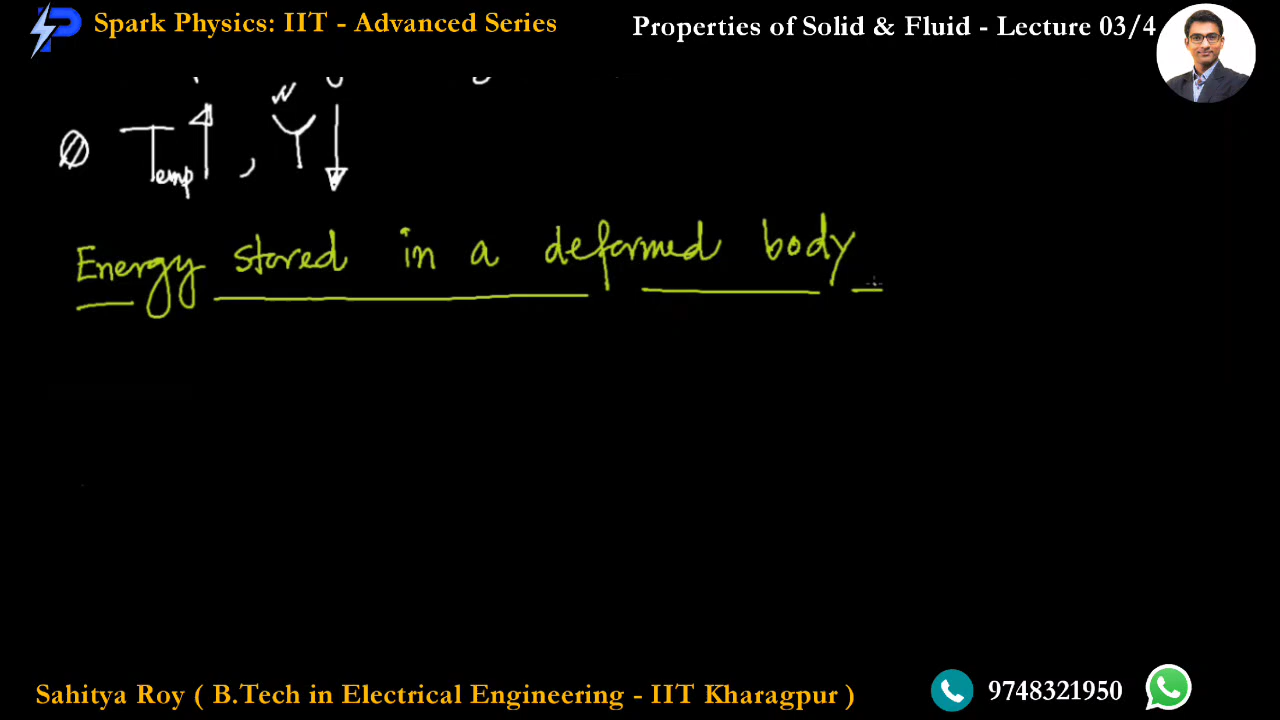 Spark Physics: IIT - Advanced Series
Properties of Solid & Fluid - Lecture 03/4
Temp ↑ , Y ↓
Energy stored in a deformed body
Sahitya Roy ( B.Tech in Electrical Engineering - IIT Kharagpur )
9748321950